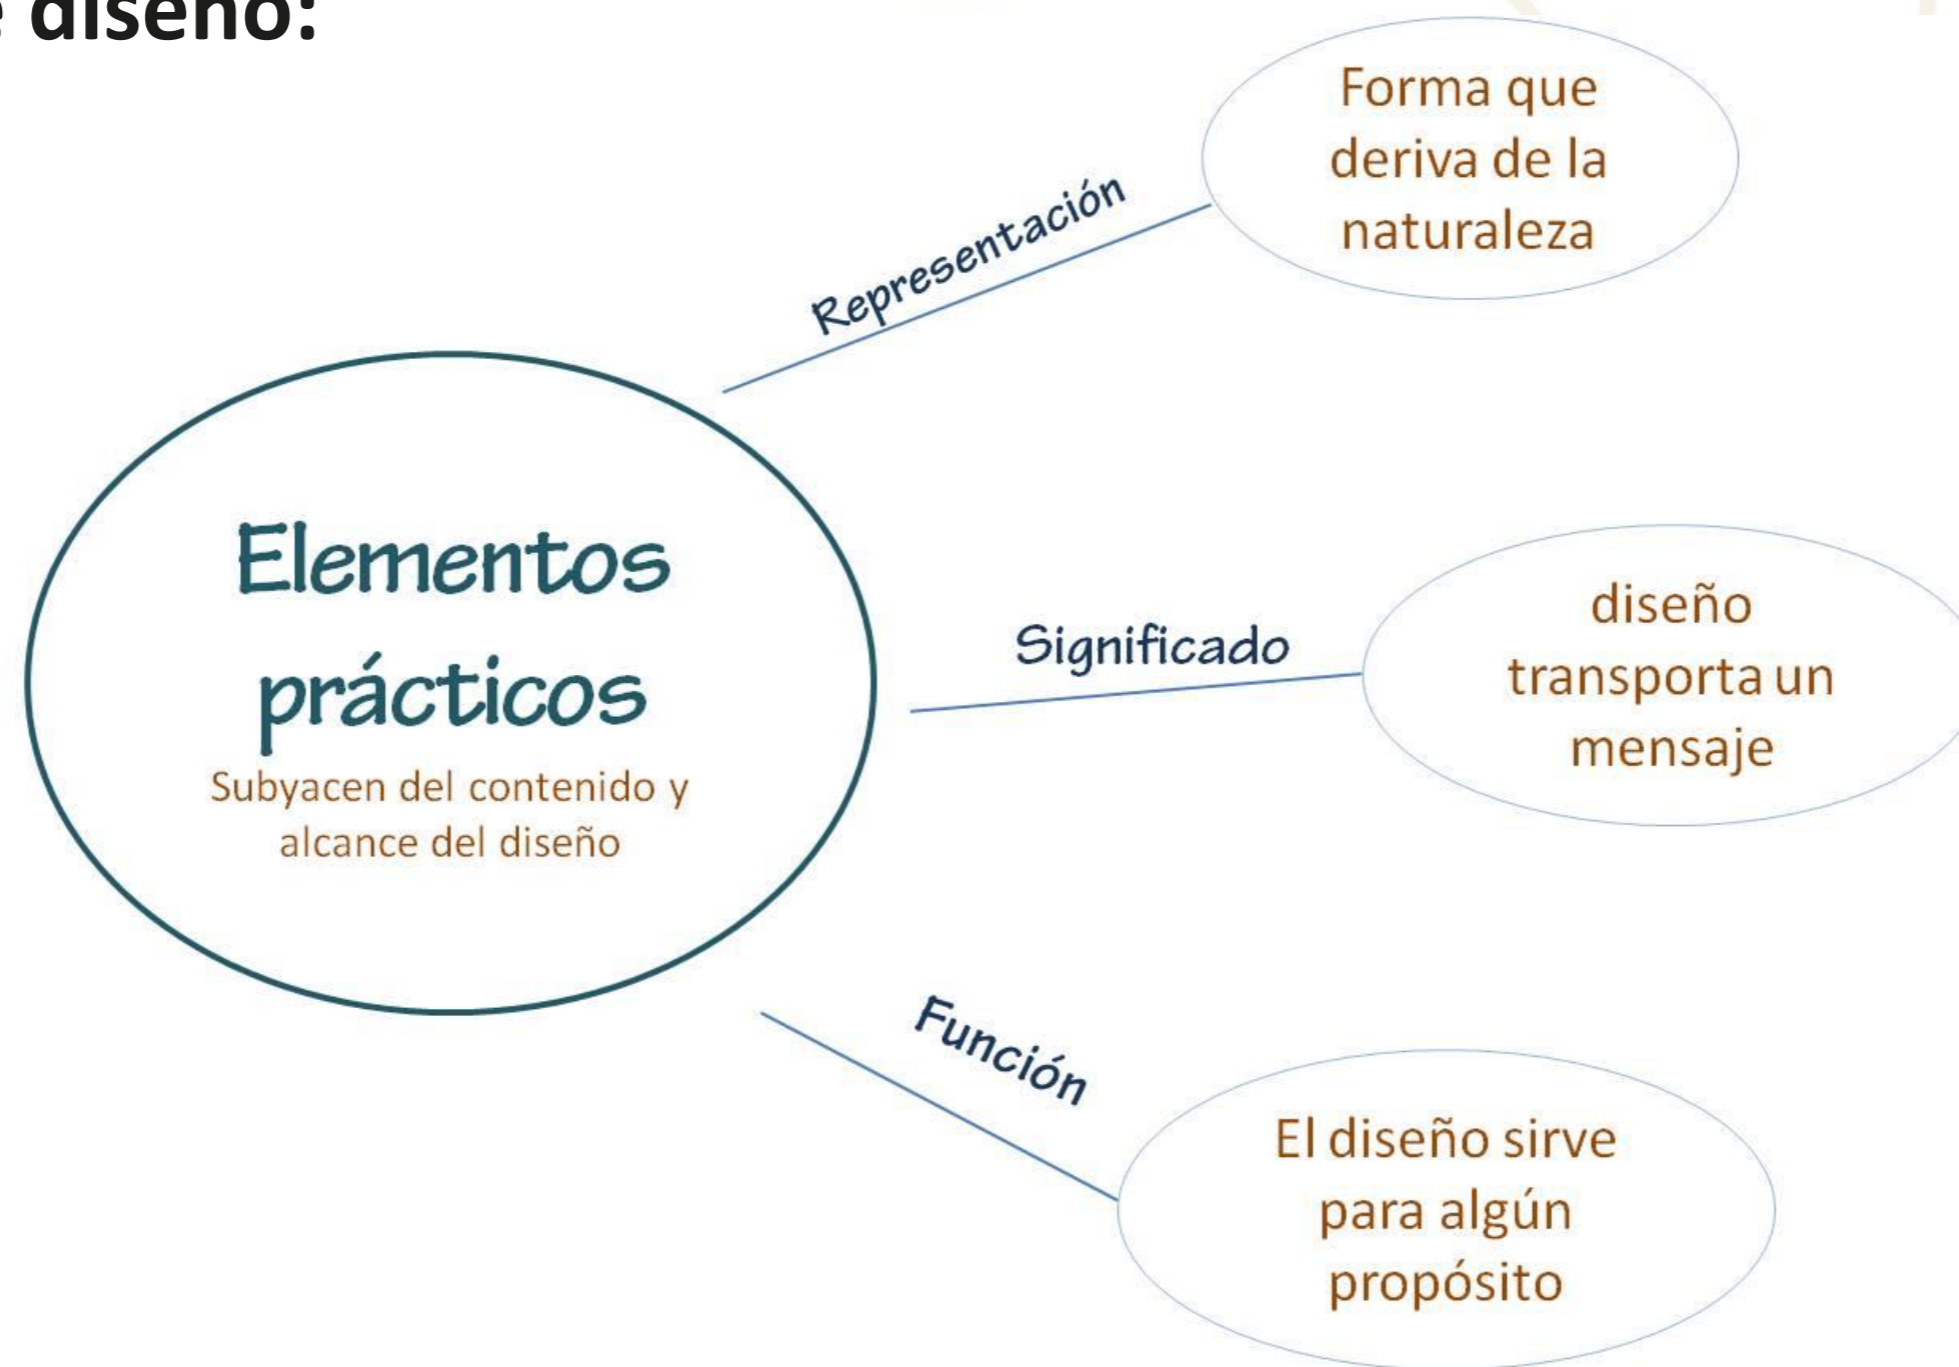 e diseño:
Forma que
deriva de la
naturaleza
Representación
Elementos
prácticos
Subyacen del contenido y
alcance del diseño
Significado
diseño
transporta un
mensaje
Función
El diseño sirve
para algún
propósito